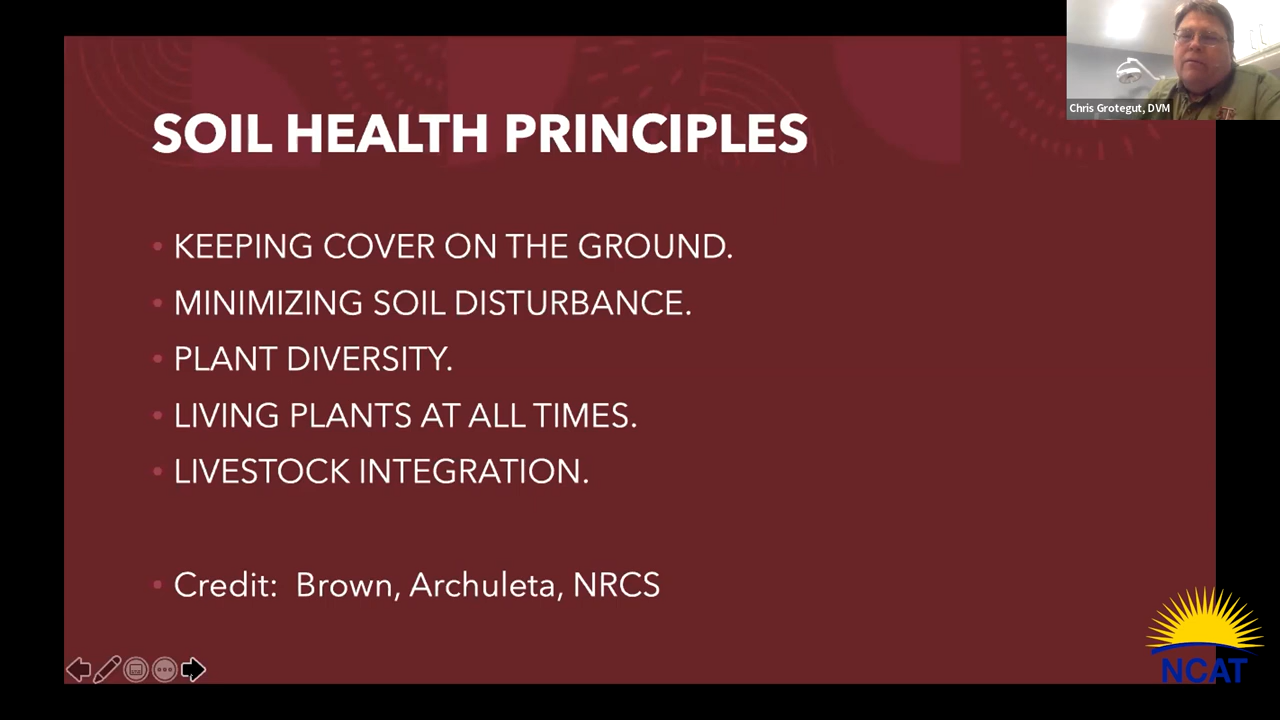 Chris Grotegut, DVM
SOIL HEALTH PRINCIPLES
• KEEPING COVER ON THE GROUND.
• MINIMIZING SOIL DISTURBANCE.
• PLANT DIVERSITY.
• LIVING PLANTS AT ALL TIMES.
• LIVESTOCK INTEGRATION.
• Credit:  Brown, Archuleta, NRCS
NCAT